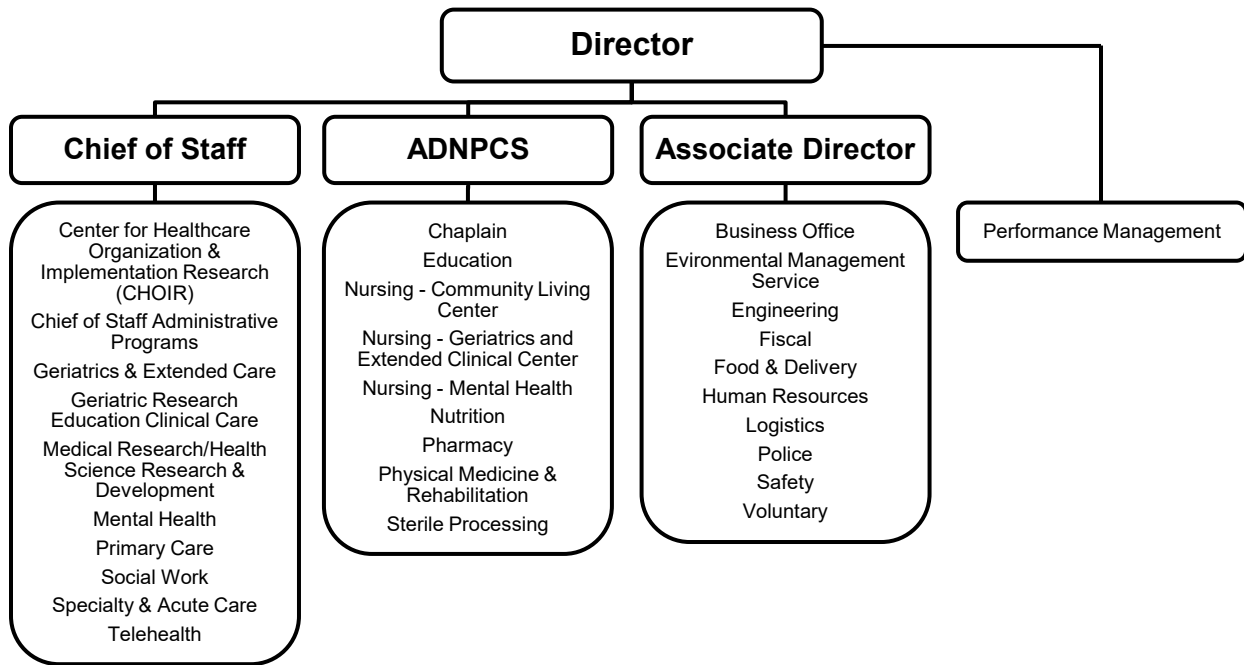 Director
Chief of Staff
ADNPCS
Associate Director
Performance Management
Center for Healthcare
Organization &
Implementation Research
(CHOIR)
Chief of Staff Administrative
Programs
Geriatrics & Extended Care
Geriatric Research
Education Clinical Care
Medical Research/Health
Science Research &
Development
Mental Health
Primary Care
Social Work
Specialty & Acute Care
Telehealth
Chaplain
Education
Nursing - Community Living
Center
Nursing - Geriatrics and
Extended Clinical Center
Nursing - Mental Health
Nutrition
Pharmacy
Physical Medicine &
Rehabilitation
Sterile Processing
Business Office
Evironmental Management
Service
Engineering
Fiscal
Food & Delivery
Human Resources
Logistics
Police
Safety
Voluntary